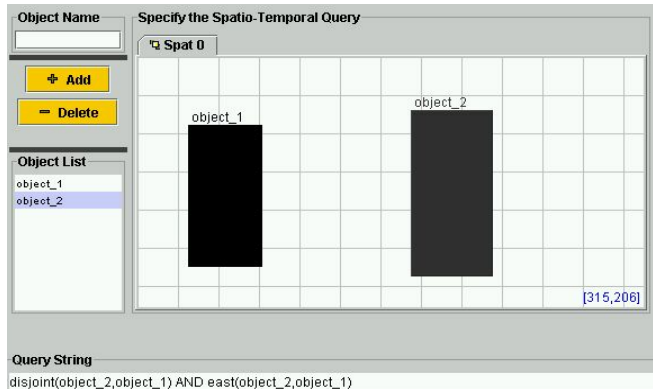 Object Name
Specify the Spatio-Temporal Query
Spat 0
Add
Delete
object_1
object_2
Object List
object_1
object_2
[315,206]
Query String
disjoint(object_2,object_1) AND east(object_2,object_1)